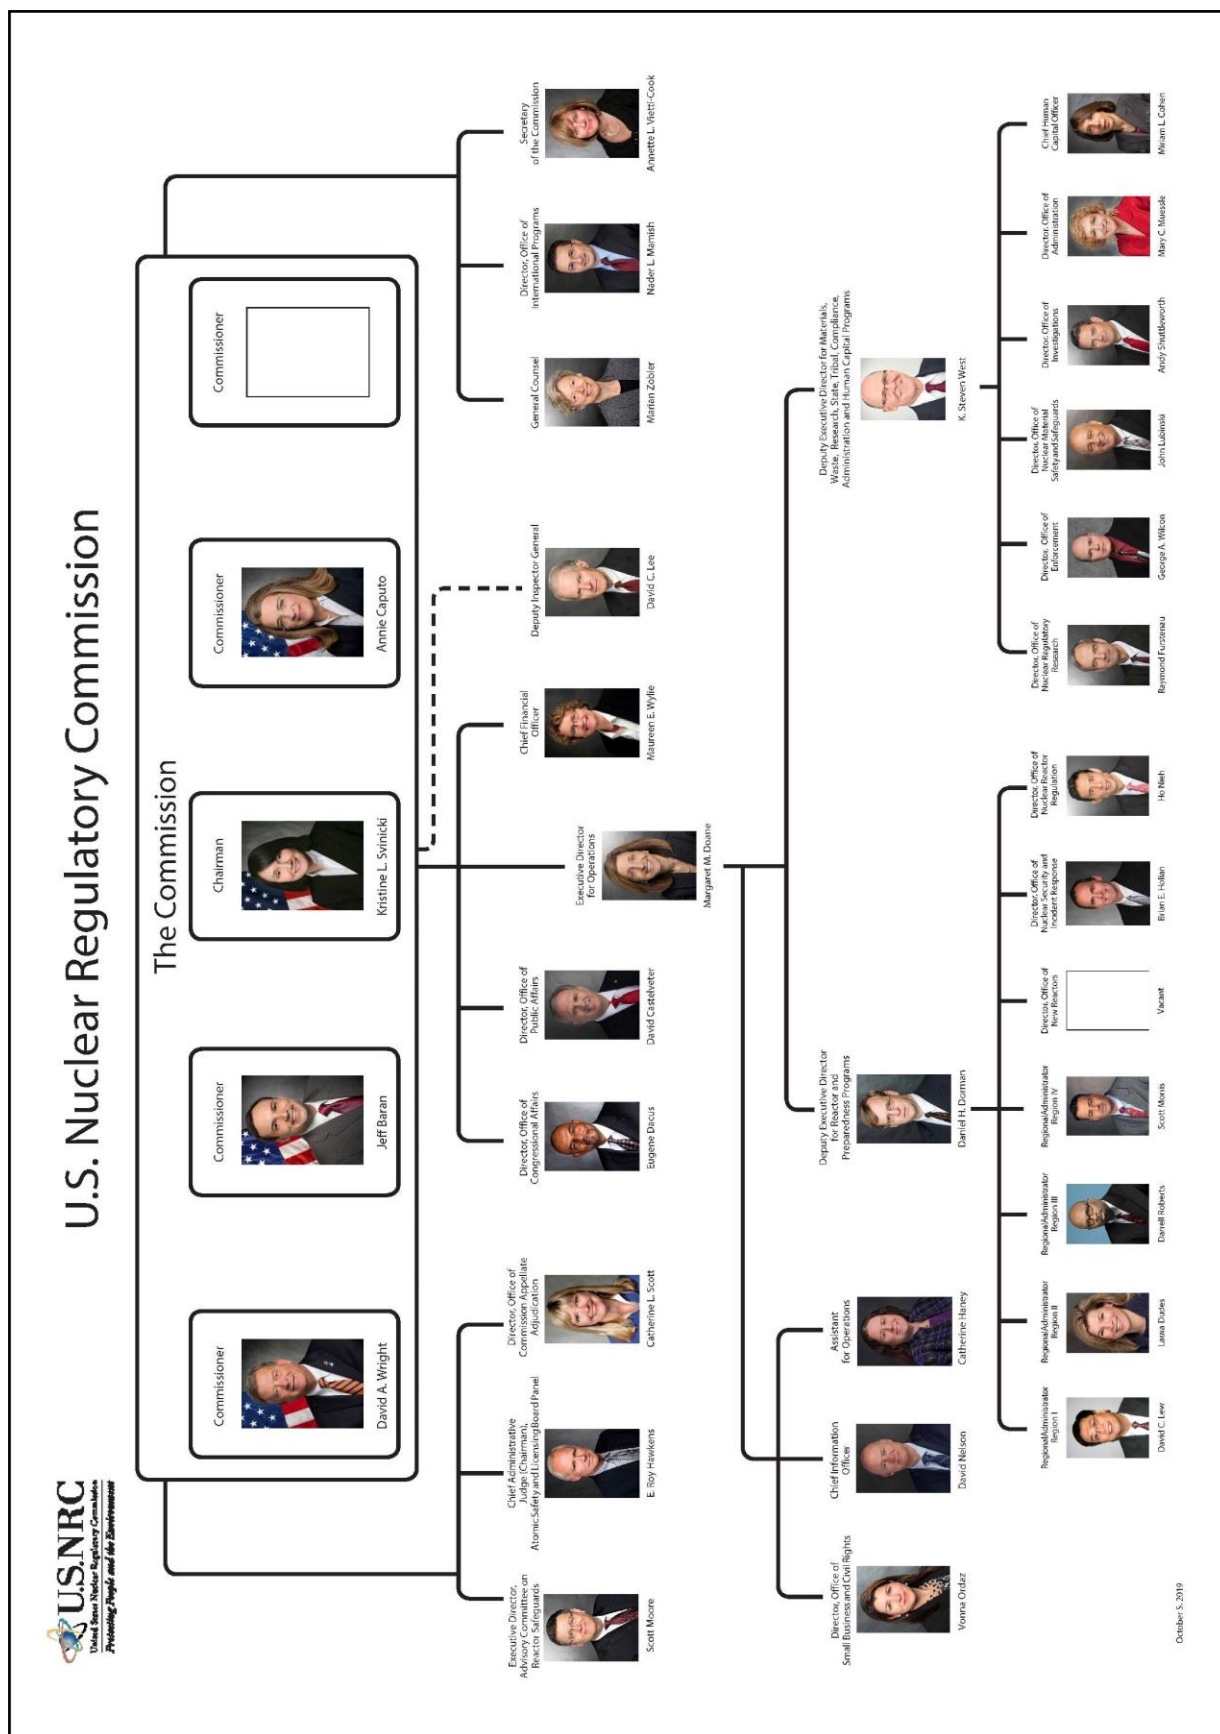 U.S.NRC
United States Nuclear Regulatory Commission
Protecting People and the Environment
U.S. Nuclear Regulatory Commission
The Commission
Commissioner
David A. Wright
Commissioner
Jeff Baran
Chairman
Kristine L. Svinicki
Commissioner
Annie Caputo
Commissioner
Executive Director,
Advisory Committee on
Reactor Safeguards
Scott Moore
Chief Administrative
Judge (Chairman),
Atomic Safety and Licensing Board Panel
E. Roy Hawkens
Director, Office of
Commission Appellate
Adjudication
Catherine L. Scott
Director, Office of
Congressional Affairs
Eugene Dacus
Director, Office of
Public Affairs
David Castelveter
Executive Director
for Operations
Margaret M. Doane
Chief Financial
Officer
Maureen E. Wylie
Deputy Inspector General
David C. Lee
General Counsel
Marian Zobler
Director, Office of
International Programs
Nader L. Mamish
Secretary
of the Commission
Annette L. Vietti-Cook
Director, Office of
Small Business and Civil Rights
Vonna Ordaz
Chief Information
Officer
David Nelson
Assistant
for Operations
Catherine Haney
Deputy Executive Director
for Reactor and
Preparedness Programs
Daniel H. Dorman
Deputy Executive Director for Materials,
Waste, Research, State, Tribal, Compliance,
Administration and Human Capital Programs
K. Steven West
Regional Administrator
Region I
David C. Lew
Regional Administrator
Region II
Laura Dudes
Regional Administrator
Region III
Darrell Roberts
Regional Administrator
Region IV
Scott Morris
Director, Office of
New Reactors
Vacant
Director, Office of
Nuclear Security and
Incident Response
Brian E. Holian
Director, Office of
Nuclear Reactor
Regulation
Ho Nieh
Director, Office of
Nuclear Regulatory
Research
Raymond Furstenau
Director, Office of
Enforcement
George A. Wilson
Director, Office of
Nuclear Material
Safety and Safeguards
John Lubinski
Director, Office of
Investigations
Andy Shuttleworth
Director, Office of
Administration
Mary C. Muessle
Chief Human
Capital Officer
Miriam L. Cohen
October 5, 2019